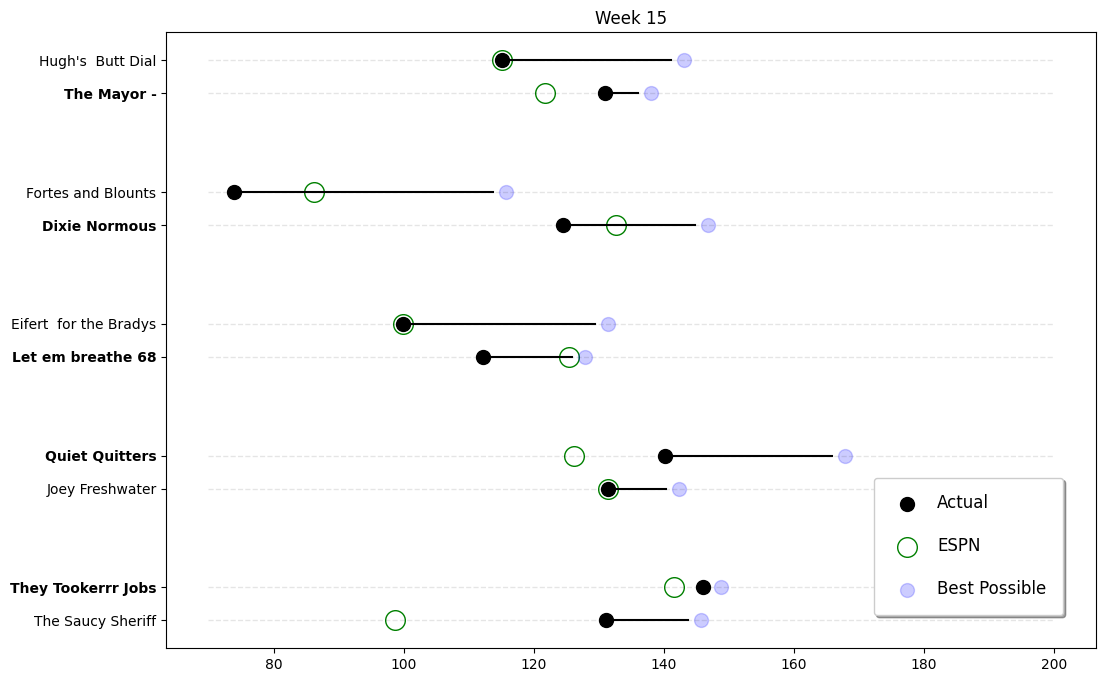 Week 15
Hugh's  Butt Dial
The Mayor -
Fortes and Blounts
Dixie Normous
Eifert  for the Bradys
Let em breathe 68
Quiet Quitters
Joey Freshwater
They Tookerrr Jobs
The Saucy Sheriff
Actual
ESPN
Best Possible
80 100 120 140 160 180 200